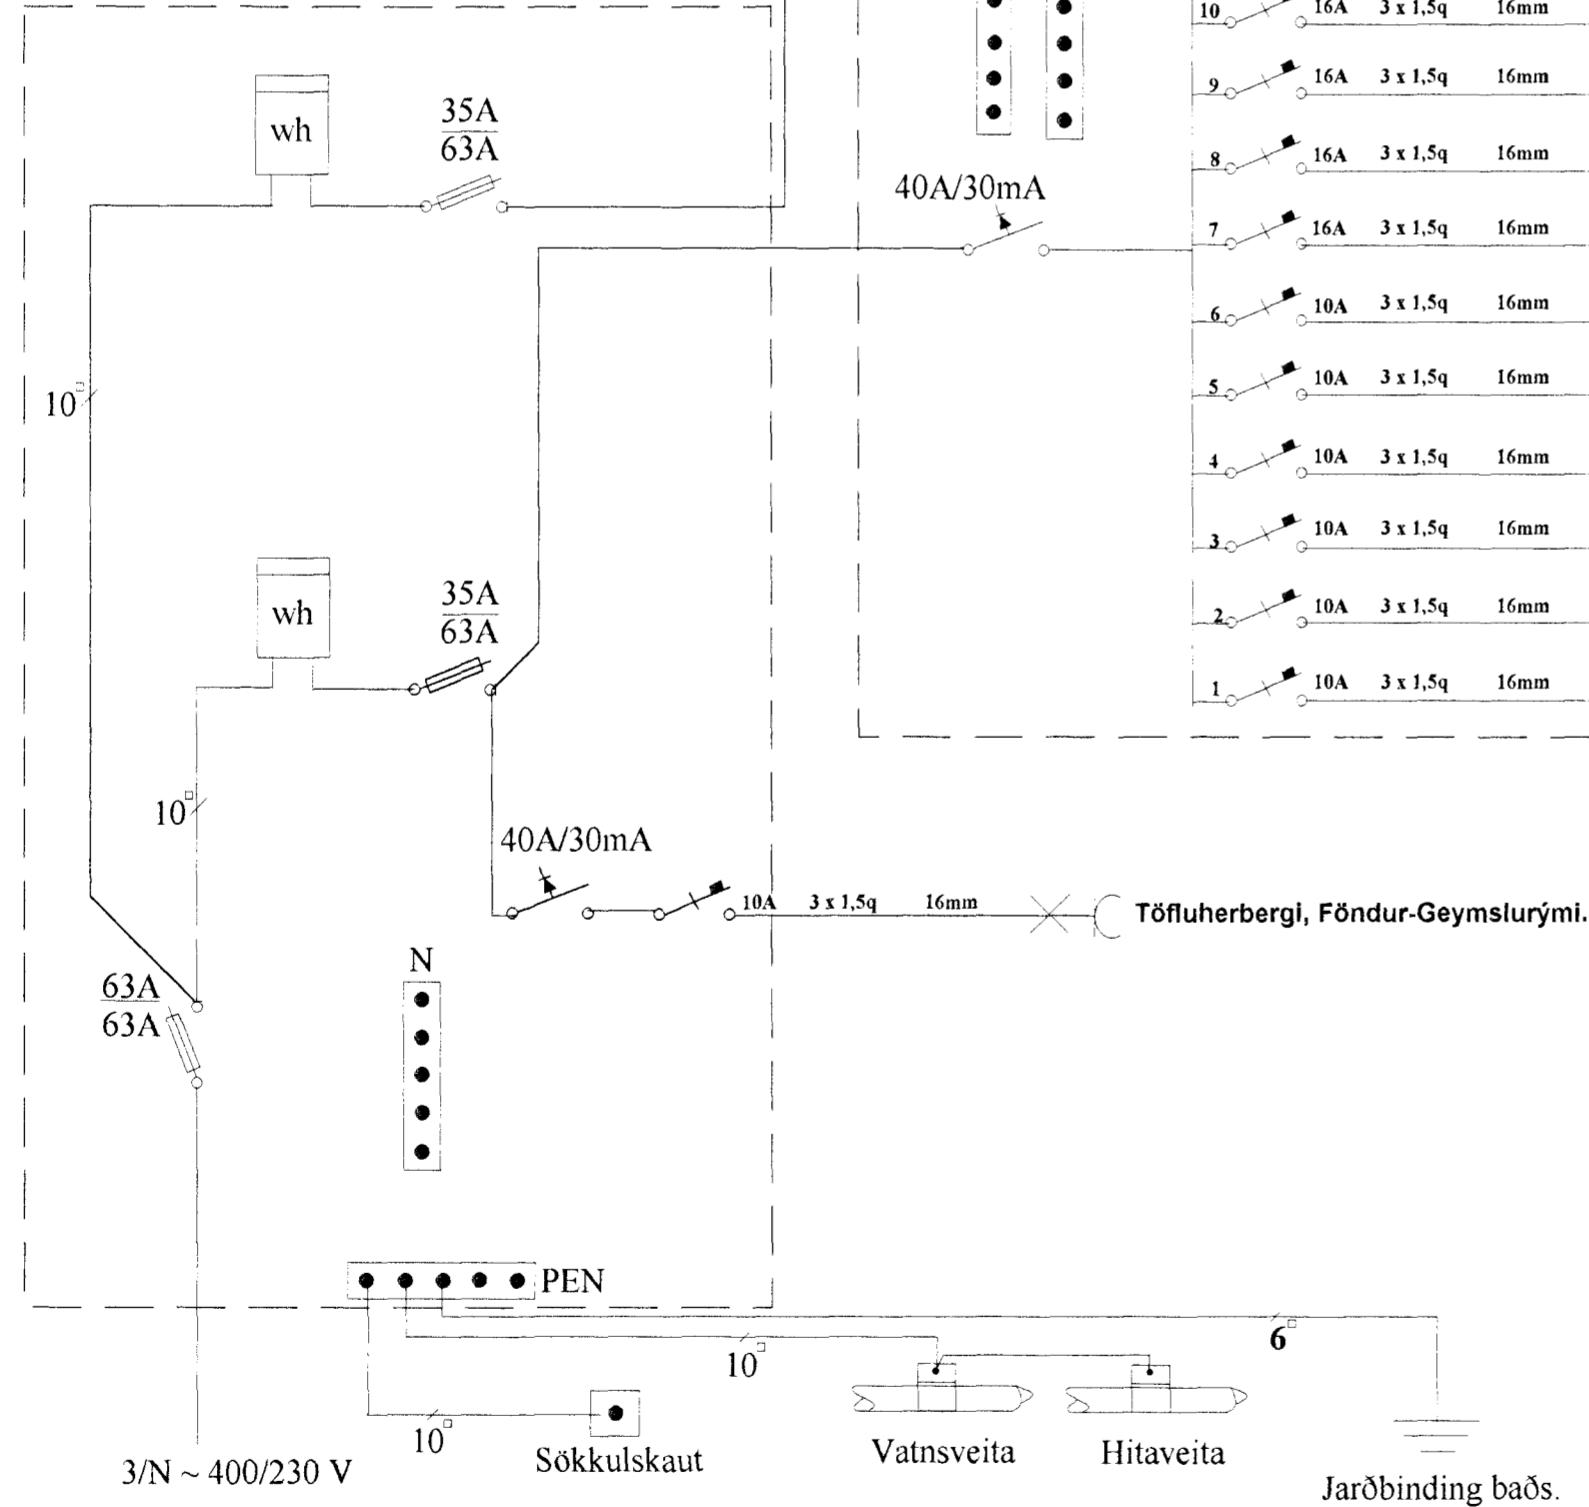 10 16A 3 x 1,5q 16mm
9 16A 3 x 1,5q 16mm
8 16A 3 x 1,5q 16mm
7 16A 3 x 1,5q 16mm
6 10A 3 x 1,5q 16mm
5 10A 3 x 1,5q 16mm
4 10A 3 x 1,5q 16mm
3 10A 3 x 1,5q 16mm
2 10A 3 x 1,5q 16mm
1 10A 3 x 1,5q 16mm
wh
35A
63A
40A/30mA
10□
wh
35A
63A
10□
40A/30mA
10A 3 x 1,5q 16mm
Töfluherbergi, Föndur-Geymslurými.
N
63A
63A
PEN
6□
10□
10□
Sökkulskaut
Vatnsveita
Hitaveita
3/N ~ 400/230 V
Jarðbinding baðs.